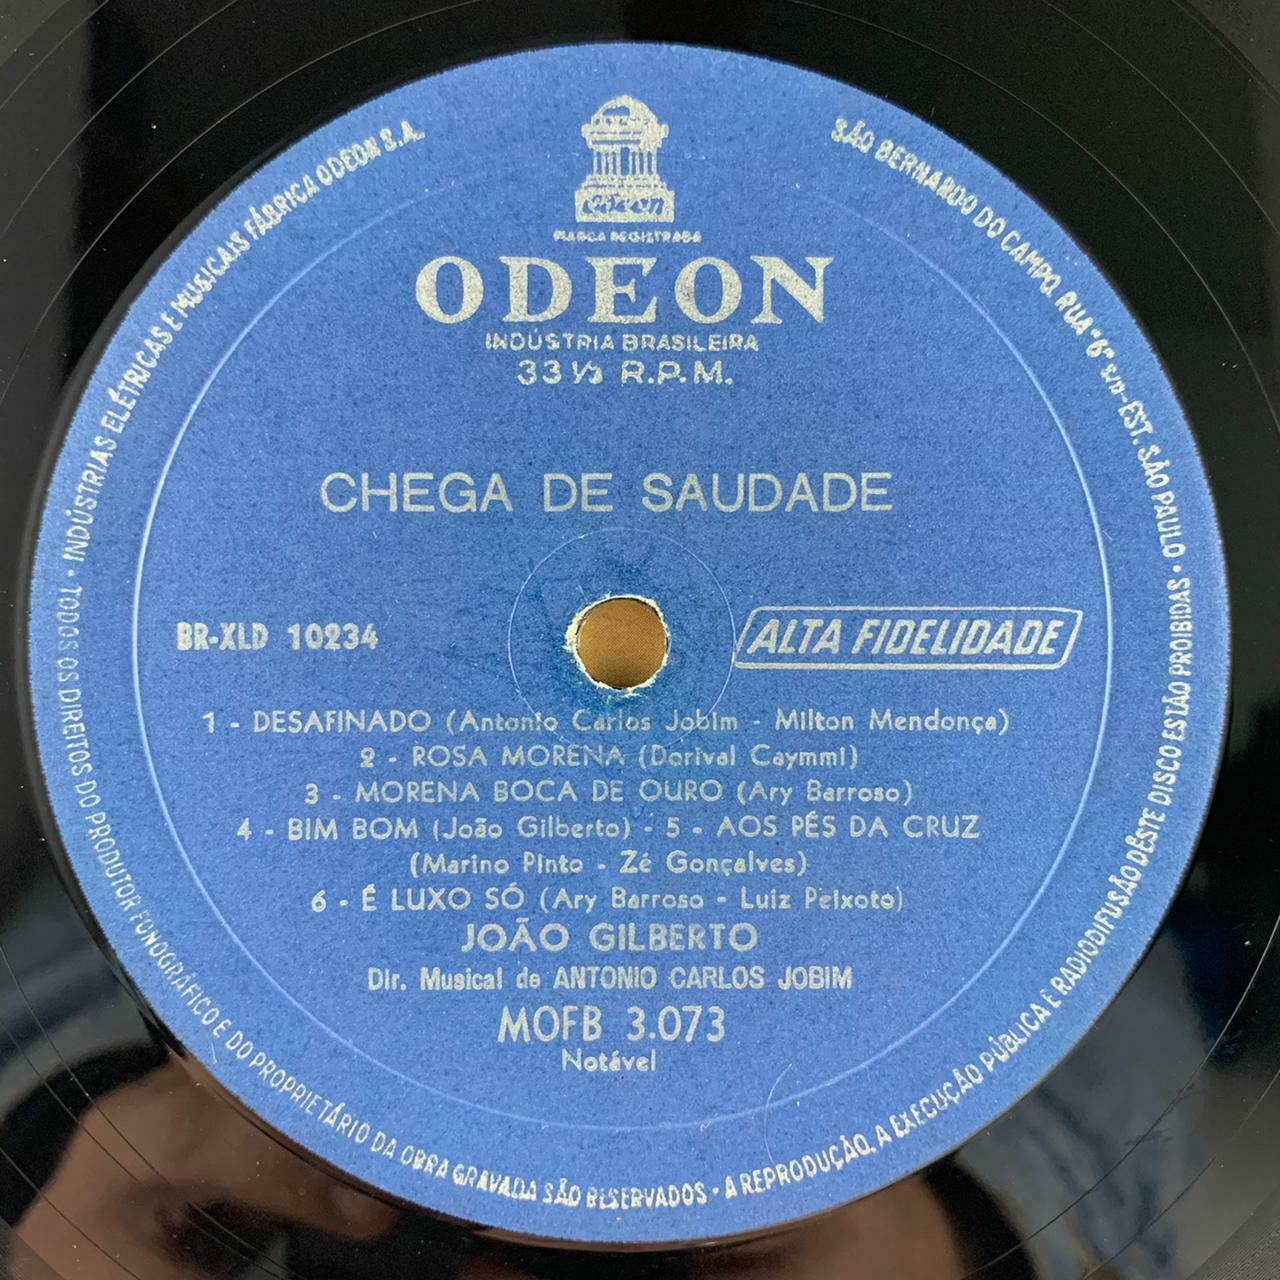 Odeon
MARCA REGISTRADA
ODEON
INDÚSTRIA BRASILEIRA
33 1/3 R.P.M.
CHEGA DE SAUDADE
BR-XLD 10234
ALTA FIDELIDADE
1 - DESAFINADO (Antonio Carlos Jobim - Milton Mendonça)
2 - ROSA MORENA (Dorival Caymmi)
3 - MORENA BOCA DE OURO (Ary Barroso)
4 - BIM BOM (João Gilberto) - 5 - AOS PÉS DA CRUZ
(Marino Pinto - Zé Gonçalves)
6 - É LUXO SÓ (Ary Barroso - Luiz Peixoto)
JOÃO GILBERTO
Dir. Musical de ANTONIO CARLOS JOBIM
MOFB 3.073
Notável
INDÚSTRIAS ELÉTRICAS E MUSICAIS FÁBRICA ODEON S.A.
SÃO BERNARDO DO CAMPO, RUA "6" s/n - EST. SÃO PAULO •
TODOS OS DIREITOS DO PRODUTOR FONOGRÁFICO E DO PROPRIETÁRIO DA OBRA GRAVADA SÃO RESERVADOS • A REPRODUÇÃO, A EXECUÇÃO PÚBLICA E RADIODIFUSÃO DÊSTE DISCO ESTÃO PROIBIDAS •